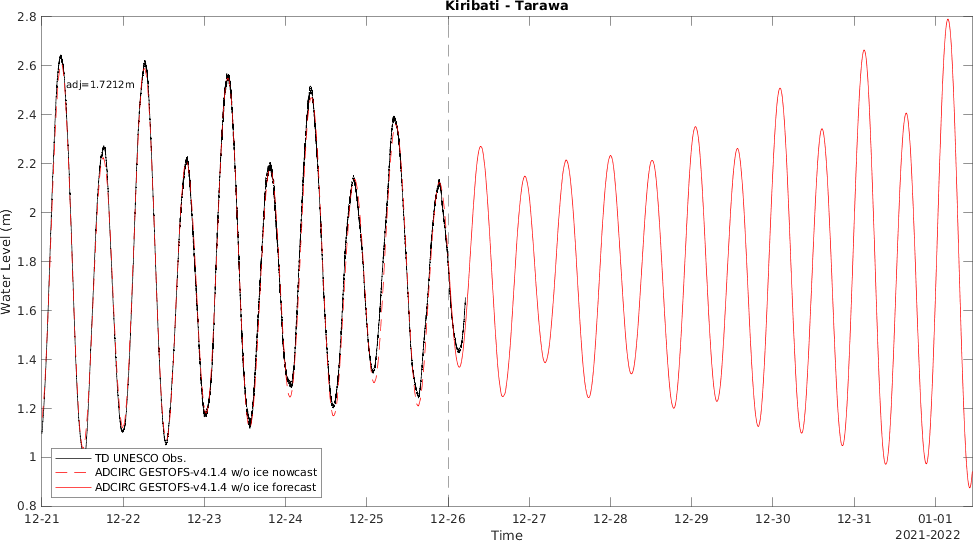 Kiribati - Tarawa
2.8
2.6
2.4
2.2
2
1.8
1.6
1.4
1.2
1
0.8
Water Level (m)
adj=1.7212m
TD UNESCO Obs.
ADCIRC GESTOFS-v4.1.4 w/o ice nowcast
ADCIRC GESTOFS-v4.1.4 w/o ice forecast
12-21 12-22 12-23 12-24 12-25 12-26 12-27 12-28 12-29 12-30 12-31 01-01
Time
2021-2022